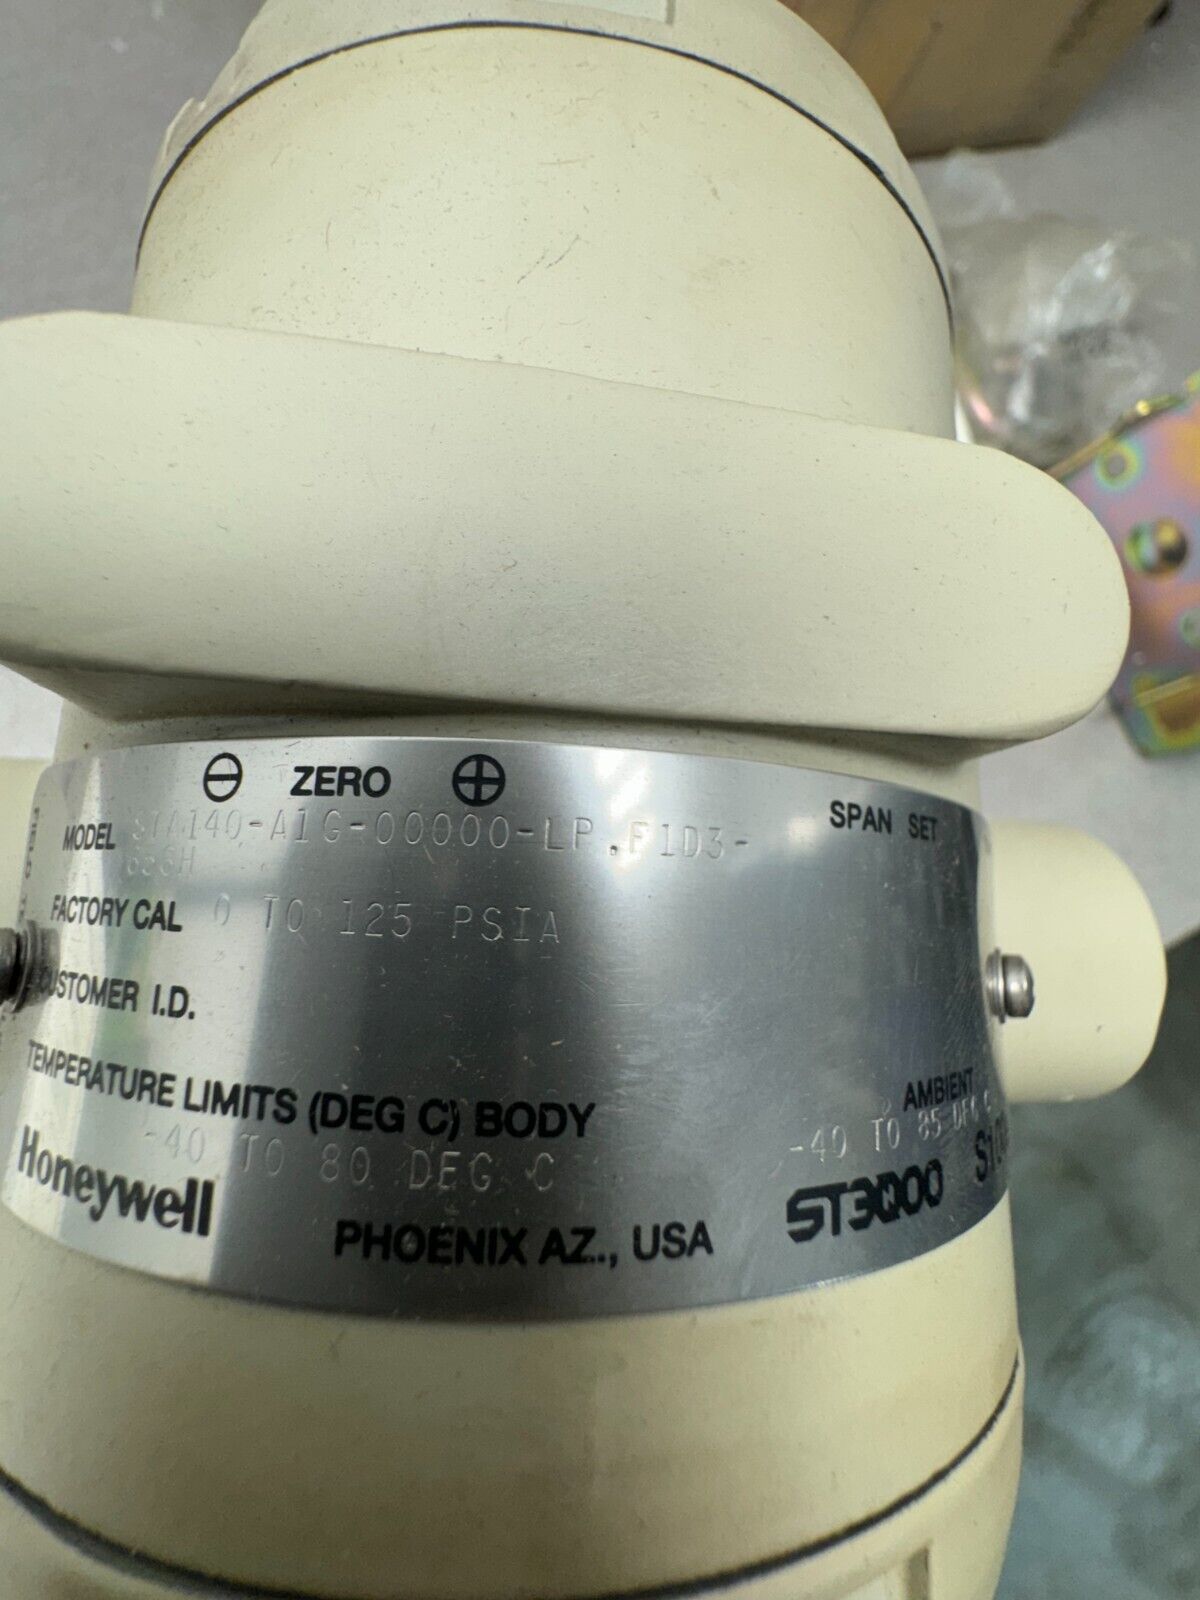 ⊖ ZERO ⊕
SPAN SET
MODEL STA140-A1G-00000-LP.F1D3-
FACTORY CAL 0 TO 125 PSIA
CUSTOMER I.D.
TEMPERATURE LIMITS (DEG C) BODY AMBIENT
-40 TO 80 DEG C -40 TO 85 DEG C
Honeywell PHOENIX AZ., USA ST3000